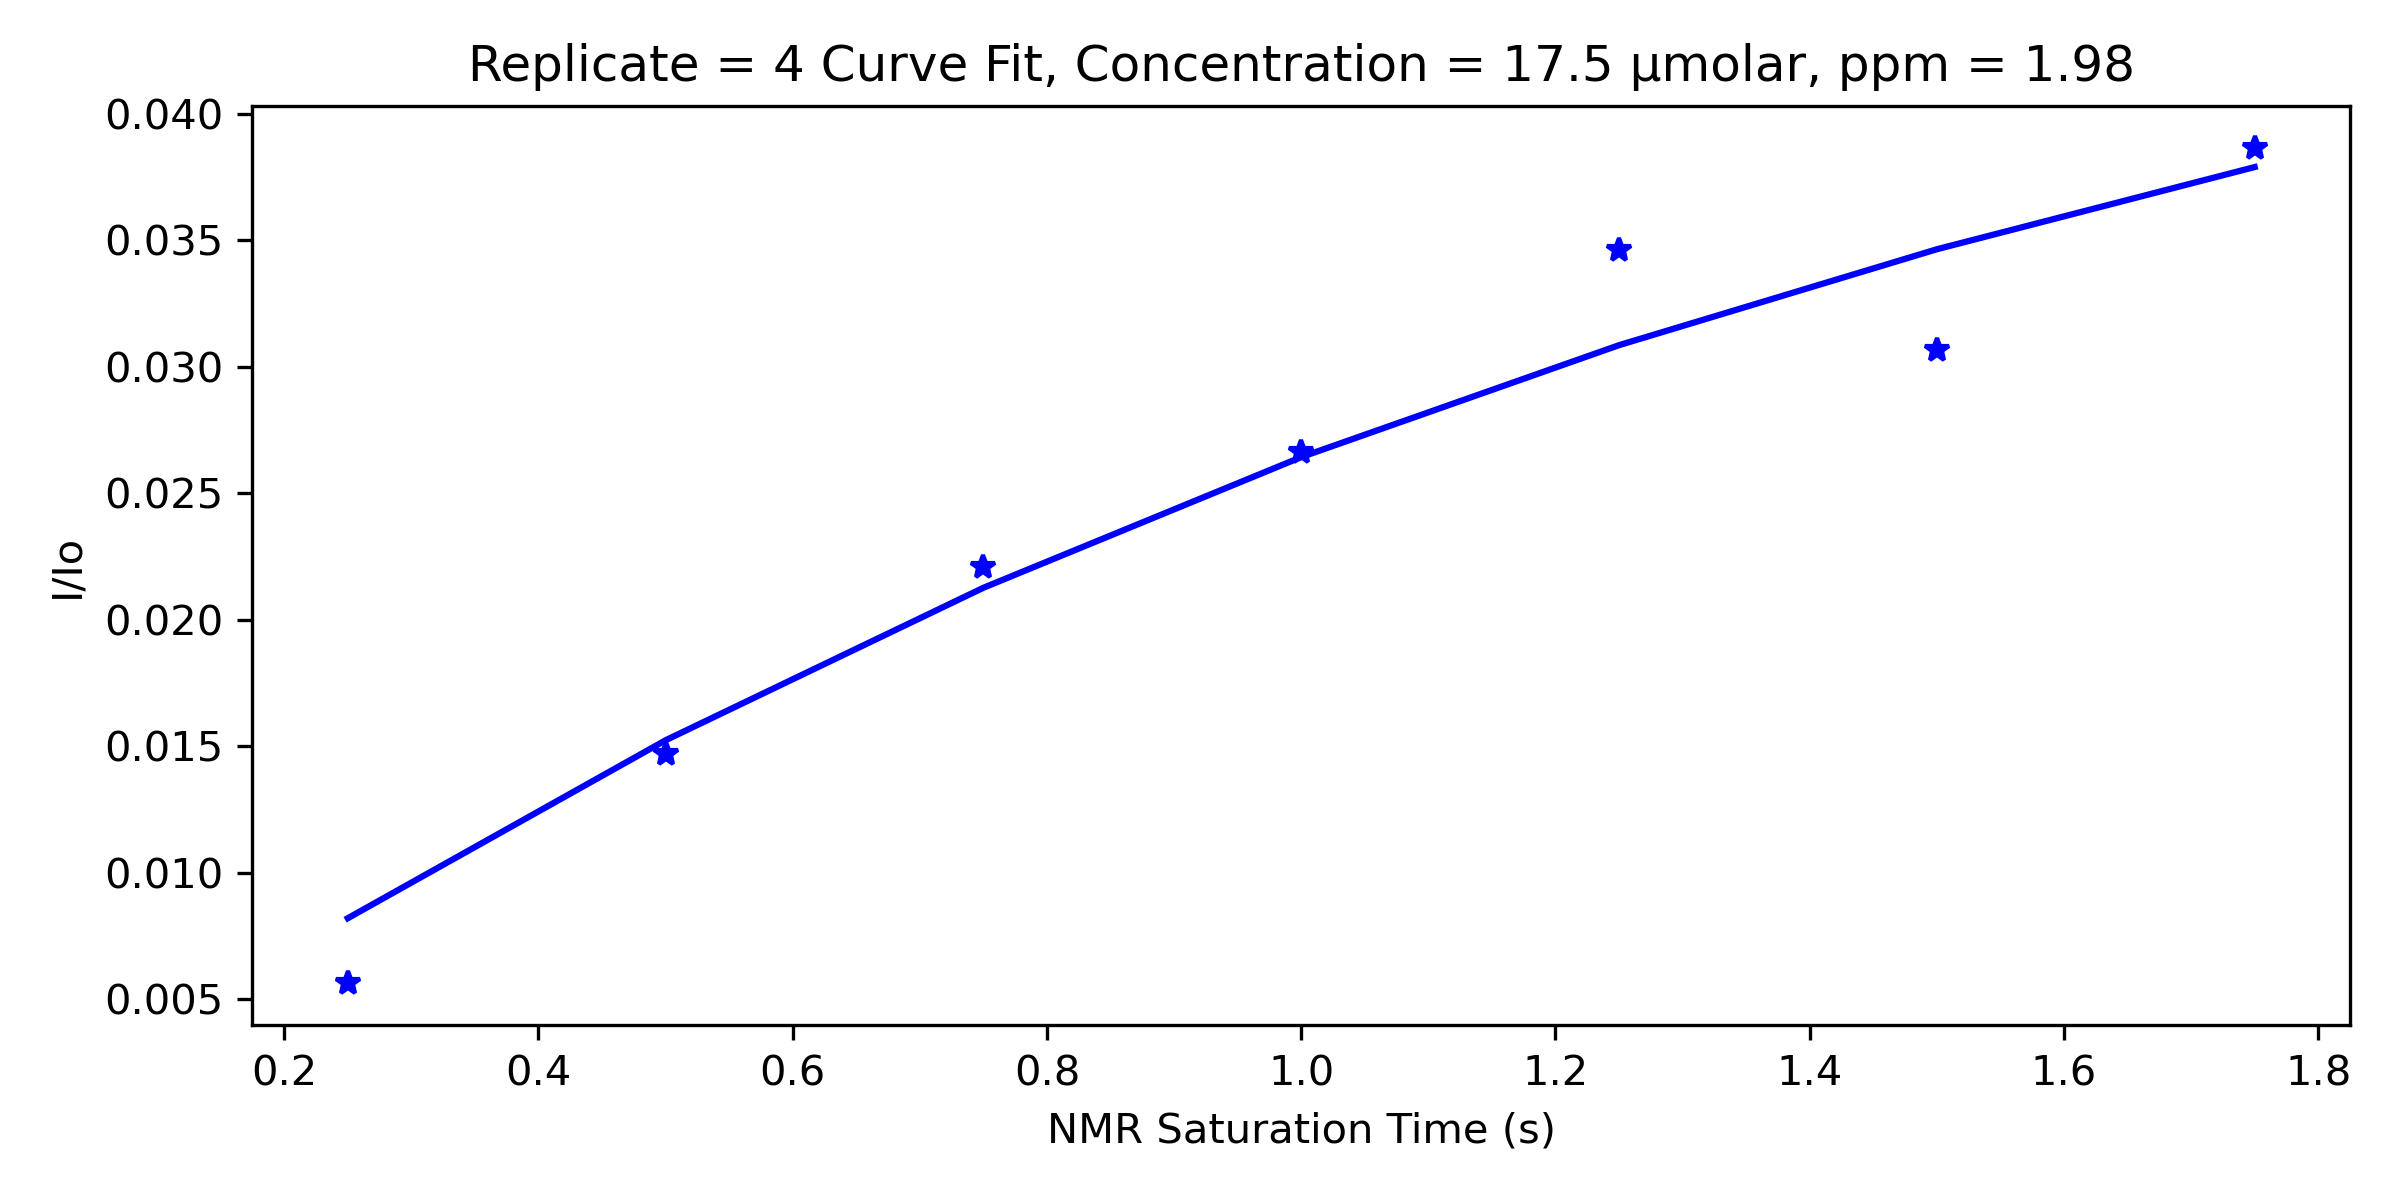 Replicate = 4 Curve Fit, Concentration = 17.5 μmolar, ppm = 1.98
0.040
0.035
0.030
0.025
0.020
0.015
0.010
0.005
I/Io
0.2 0.4 0.6 0.8 1.0 1.2 1.4 1.6 1.8
NMR Saturation Time (s)